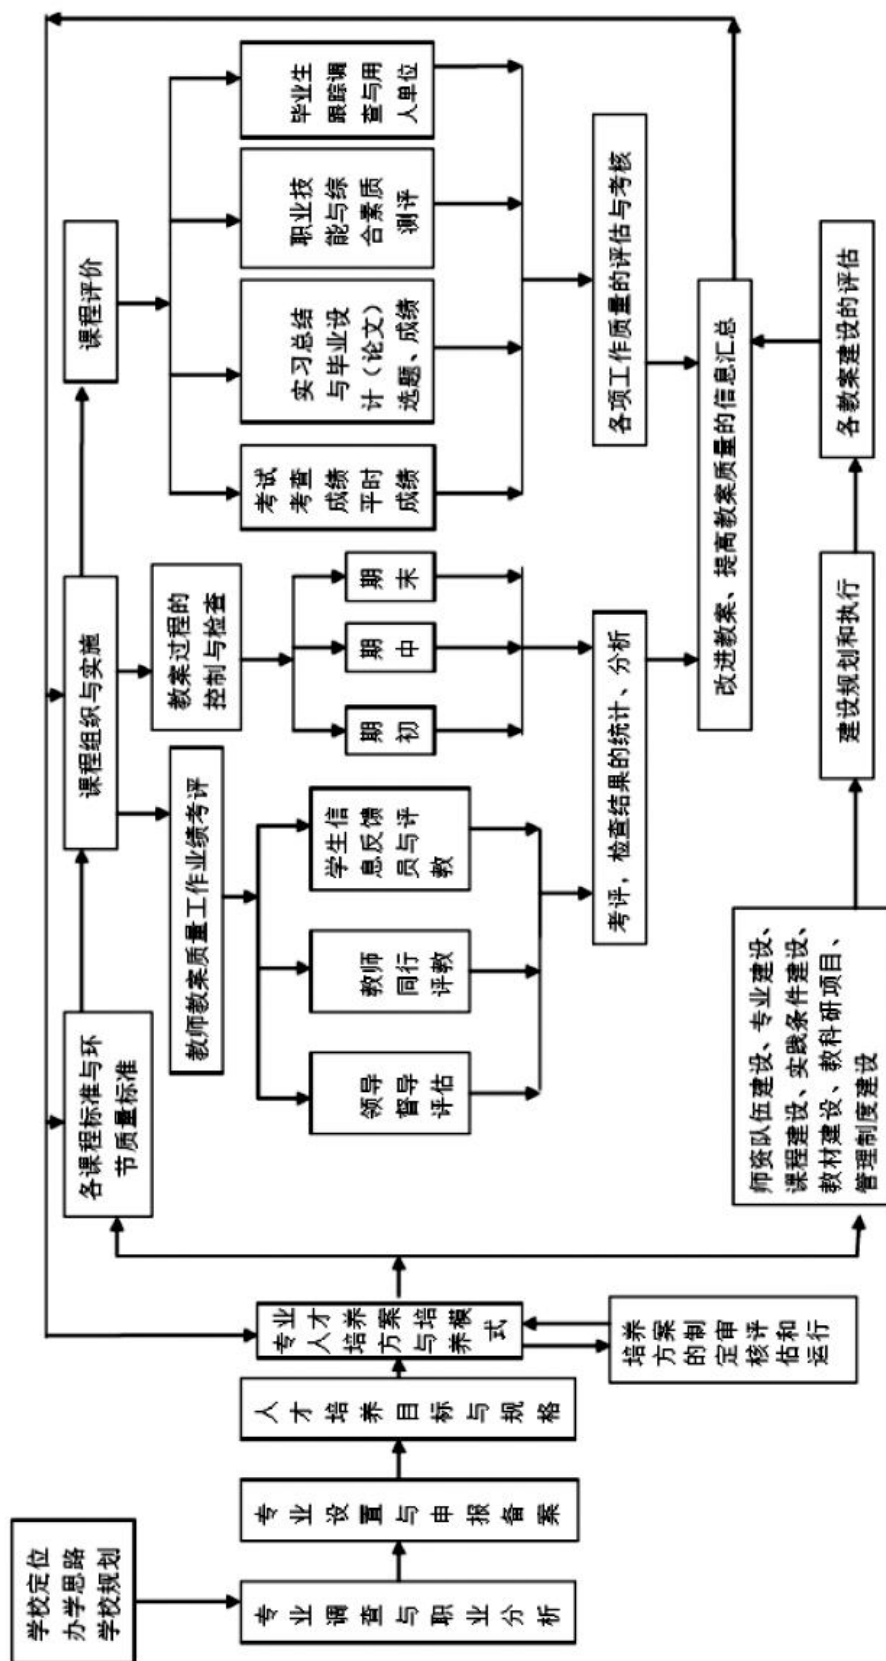 学校定位
办学思路
学校规划
专业调查与职业分析
专业设置与申报备案
人才培养目标与规格
专业
人才
培养
方案
与培
养模
式
培养
方案
的制
定审
核评
估和
运行
各课程标准与环
节质量标准
课程组织与实施
课程评价
教师教案质量工作业绩考评
领导
督导
评估
教师
同行
评教
学生信
息反馈
员与评
教
教案过程的
控制与检查
期
初
期
中
期
末
考试
考查
成绩
平时
成绩
实习总结
与毕业设
计（论文）
选题、成绩
职业技
能与综
合素质
测评
毕业生
跟踪调
查与用
人单位
考评，检查结果的统计、分析
各项工作质量的评估与考核
改进教案、提高教案质量的信息汇总
师资队伍建设、专业建设、
课程建设、实践条件建设、
教材建设、教科研项目、
管理制度建设
建设规划和执行
各教案建设的评估